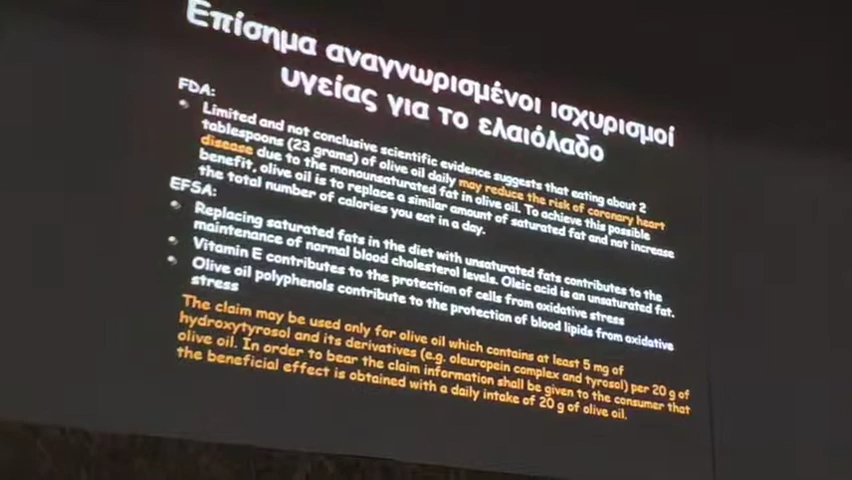 Επίσημα αναγνωρισμένοι ισχυρισμοί
υγείας για το ελαιόλαδο
FDA:
Limited and not conclusive scientific evidence suggests that eating about 2
tablespoons (23 grams) of olive oil daily may reduce the risk of coronary heart
disease due to the monounsaturated fat in olive oil. To achieve this possible
benefit, olive oil is to replace a similar amount of saturated fat and not increase
the total number of calories you eat in a day.
EFSA:
Replacing saturated fats in the diet with unsaturated fats contributes to the
maintenance of normal blood cholesterol levels. Oleic acid is an unsaturated fat.
Vitamin E contributes to the protection of cells from oxidative stress
Olive oil polyphenols contribute to the protection of blood lipids from oxidative
stress
The claim may be used only for olive oil which contains at least 5 mg of
hydroxytyrosol and its derivatives (e.g. oleuropein complex and tyrosol) per 20 g of
olive oil. In order to bear the claim information shall be given to the consumer that
the beneficial effect is obtained with a daily intake of 20 g of olive oil.